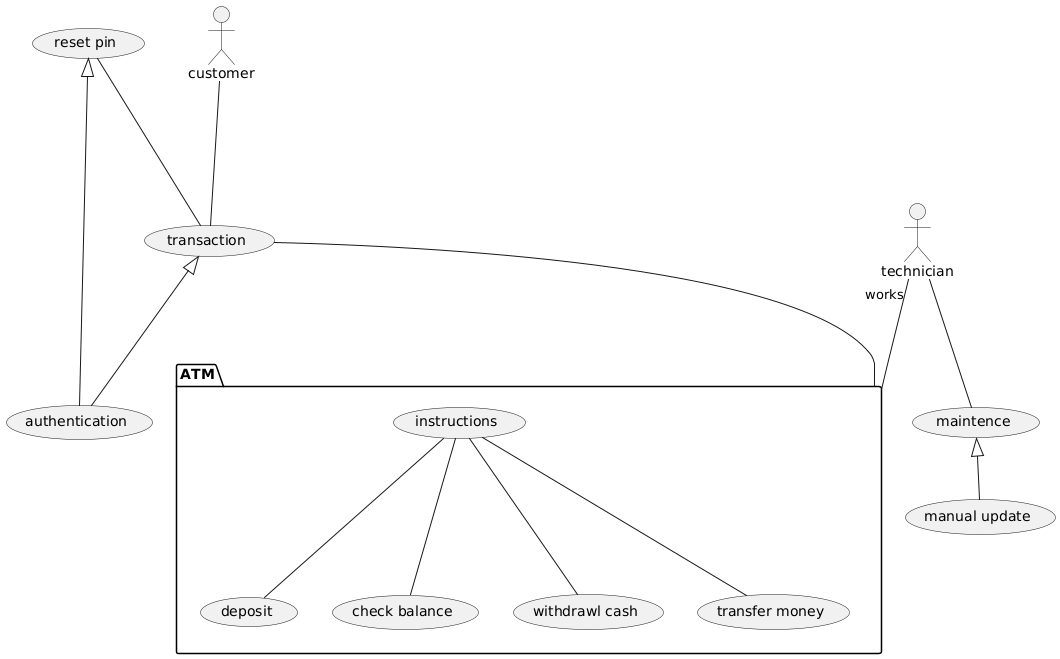 reset pin
customer
transaction
technician
works
ATM
authentication
instructions
maintence
manual update
deposit
check balance
withdrawl cash
transfer money